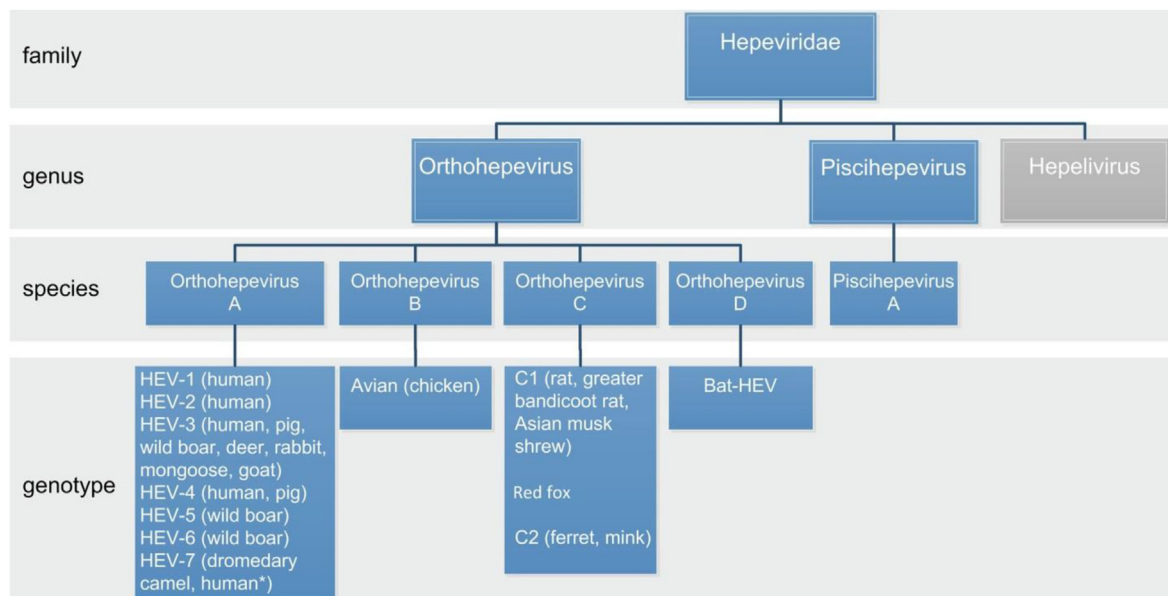 family
Hepeviridae
genus
Orthohepevirus
Piscihepevirus
Hepelivirus
species
Orthohepevirus
A
Orthohepevirus
B
Orthohepevirus
C
Orthohepevirus
D
Piscihepevirus
A
genotype
HEV-1 (human)
HEV-2 (human)
HEV-3 (human, pig,
wild boar, deer, rabbit,
mongoose, goat)
HEV-4 (human, pig)
HEV-5 (wild boar)
HEV-6 (wild boar)
HEV-7 (dromedary
camel, human*)
Avian (chicken)
C1 (rat, greater
bandicoot rat,
Asian musk
shrew)
Red fox
C2 (ferret, mink)
Bat-HEV